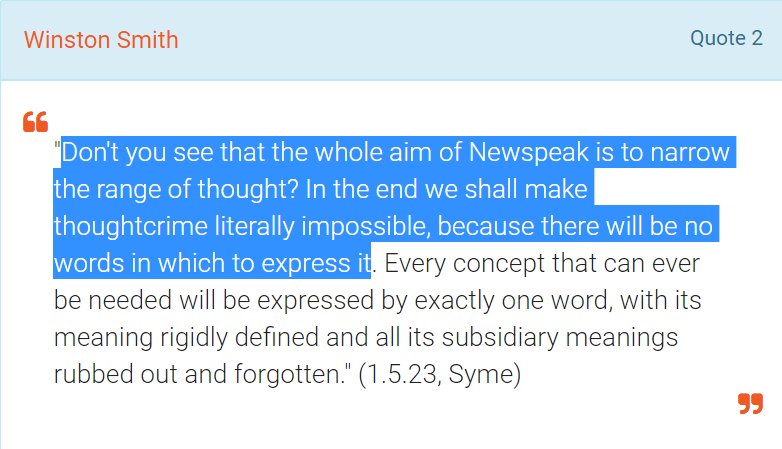 Winston Smith
Quote 2
❝
"Don't you see that the whole aim of Newspeak is to narrow
the range of thought? In the end we shall make
thoughtcrime literally impossible, because there will be no
words in which to express it. Every concept that can ever
be needed will be expressed by exactly one word, with its
meaning rigidly defined and all its subsidiary meanings
rubbed out and forgotten." (1.5.23, Syme)
❞